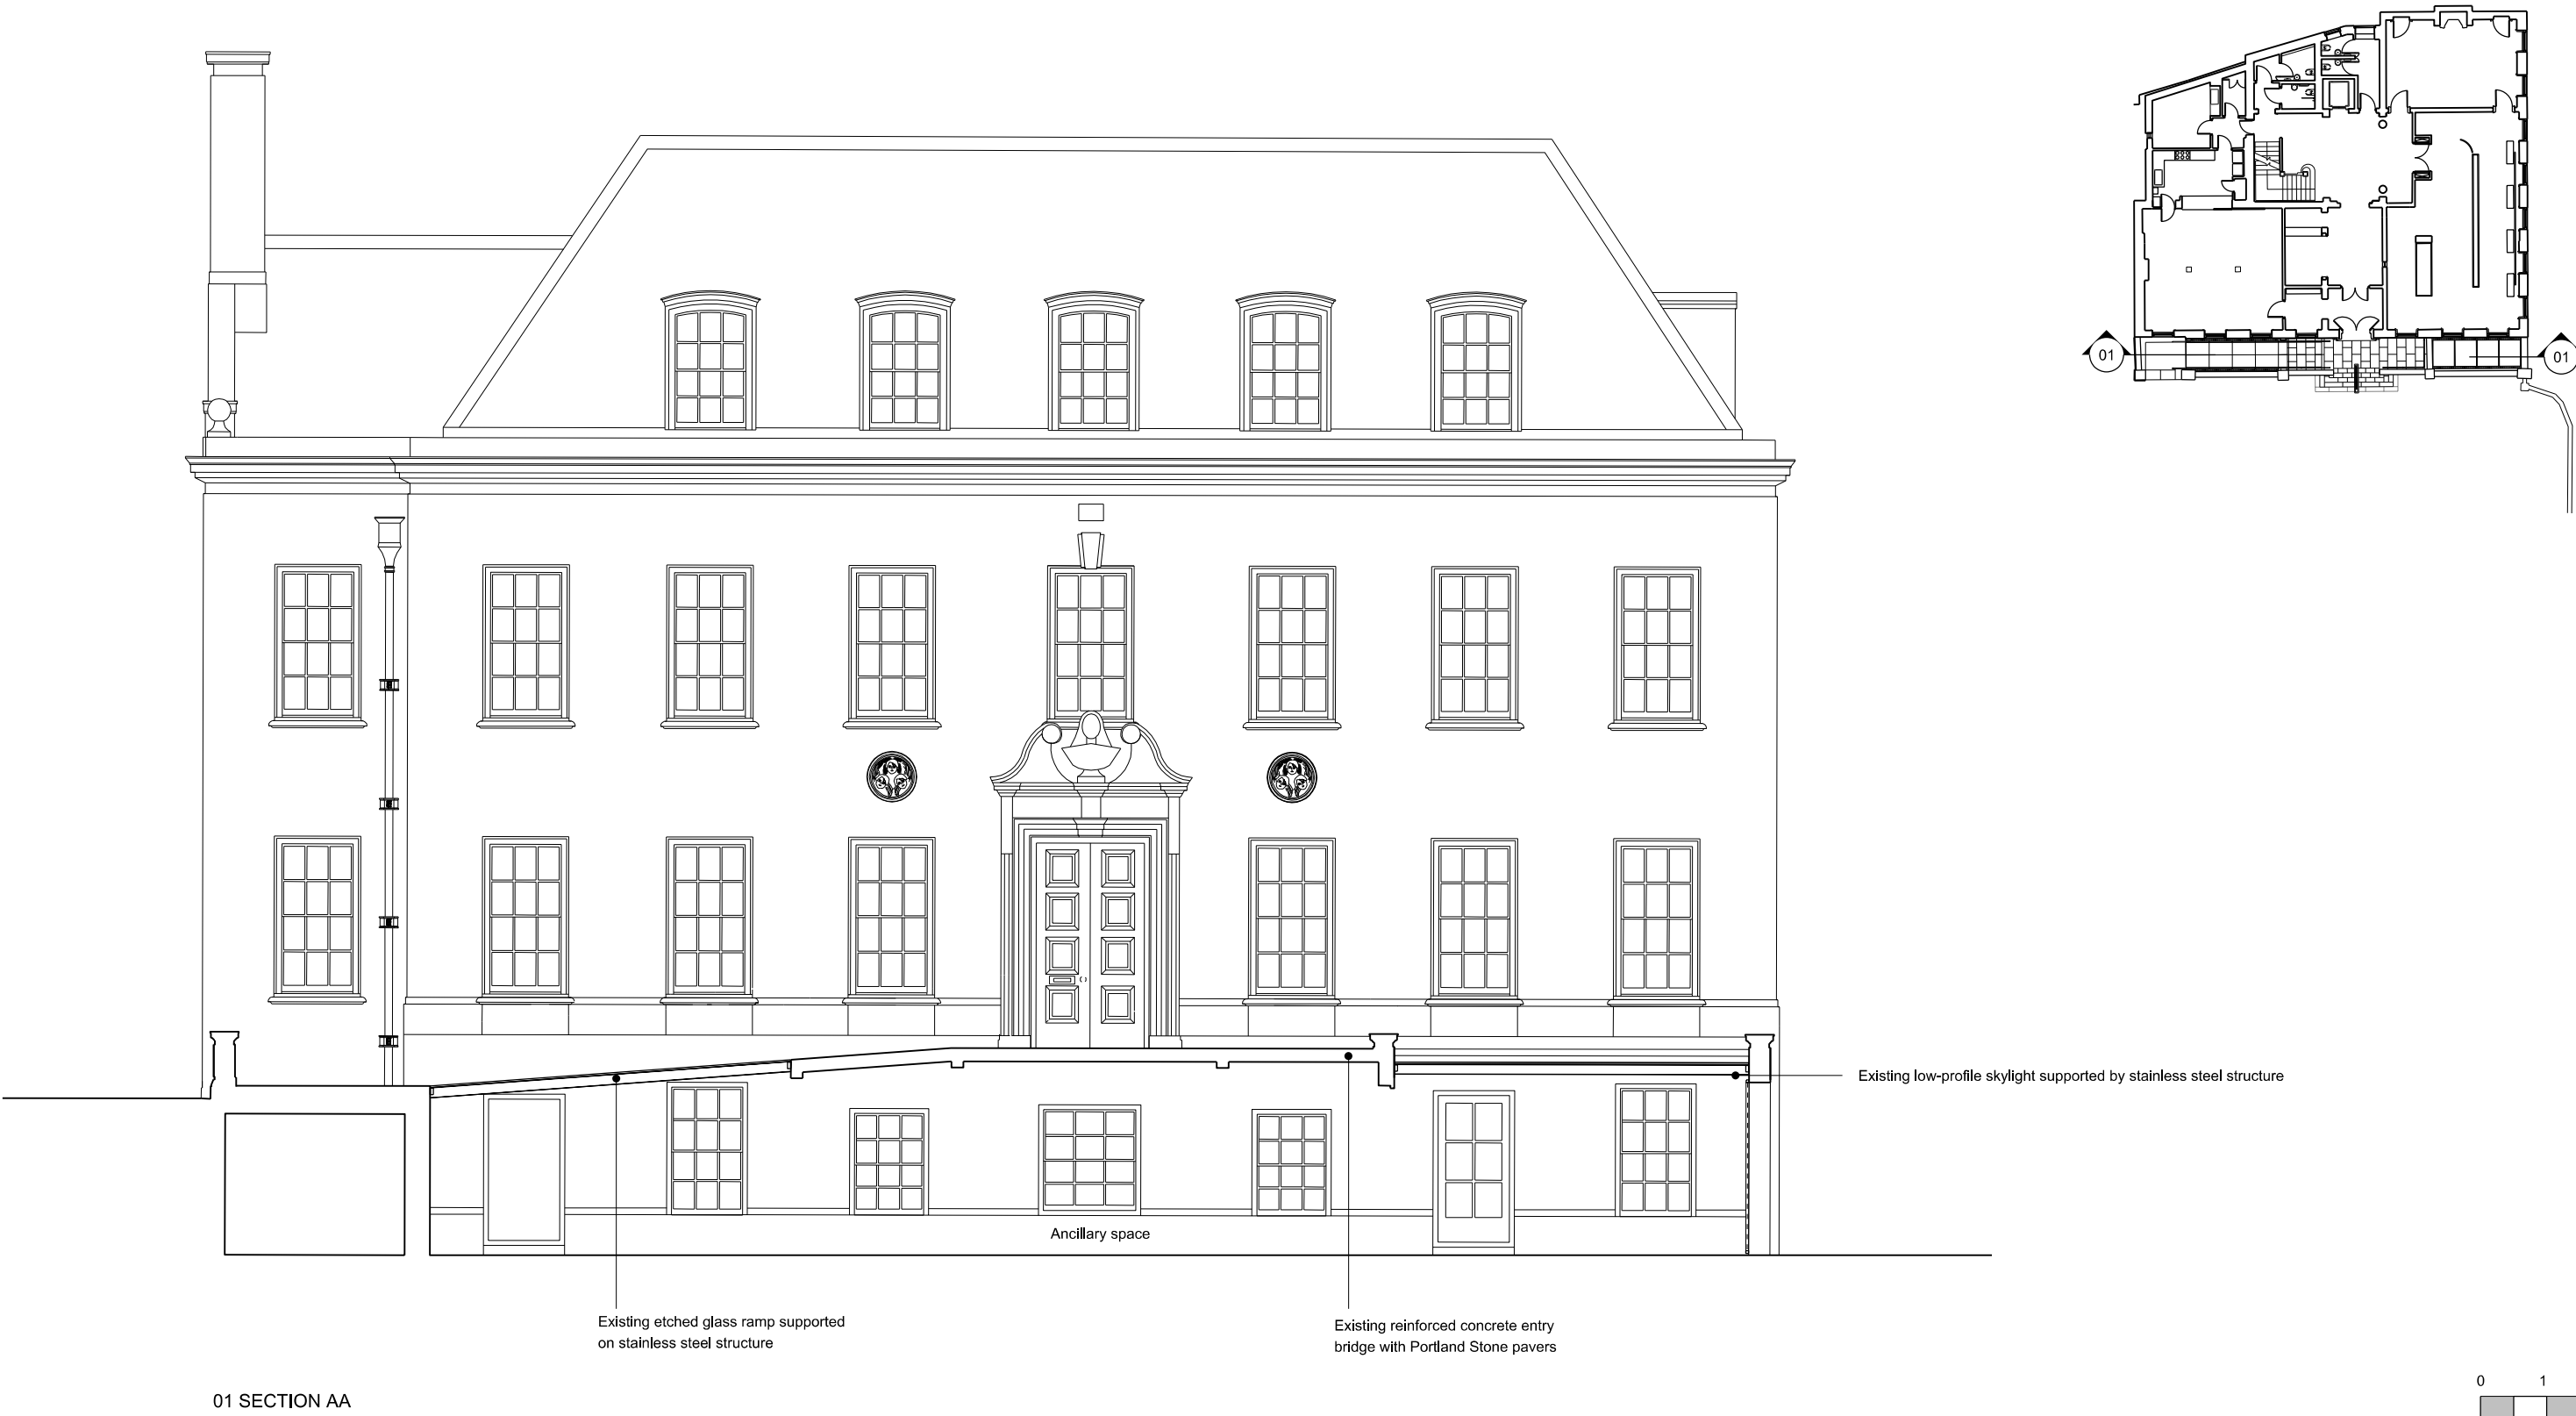 01
01
Existing low-profile skylight supported by stainless steel structure
Ancillary space
Existing etched glass ramp supported
on stainless steel structure
Existing reinforced concrete entry
bridge with Portland Stone pavers
0 1
01 SECTION AA